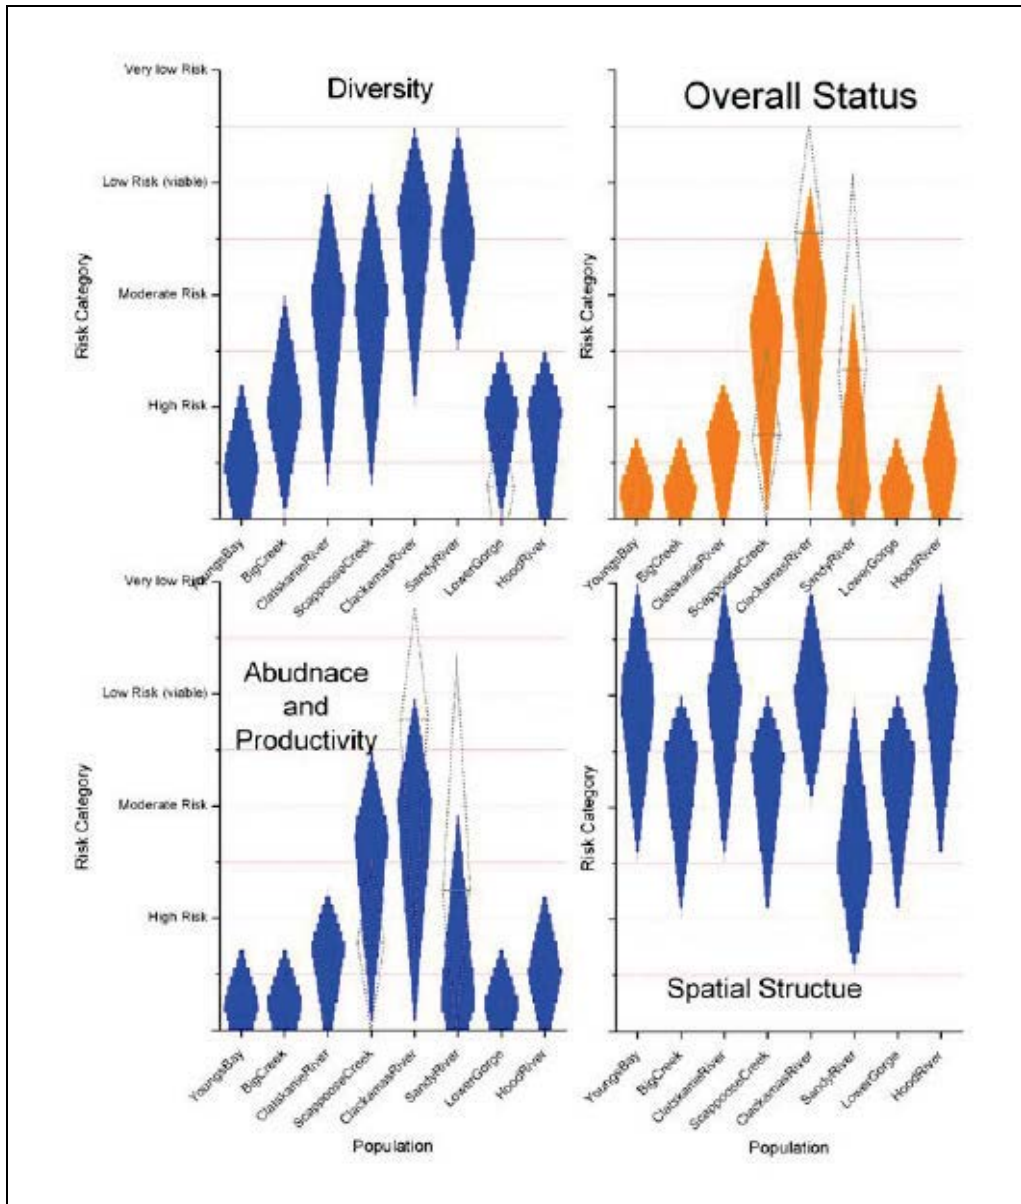 Diversity
Very low Risk
Low Risk (viable)
Moderate Risk
High Risk
Risk Category
YoungsBay
BigCreek
ClatskanieRiver
ScappooseCreek
ClackamasRiver
SandyRiver
LowerGorge
HoodRiver
Overall Status
Risk Category
YoungsBay
BigCreek
ClatskanieRiver
ScappooseCreek
ClackamasRiver
SandyRiver
LowerGorge
HoodRiver
Abudnace
and
Productivity
Very low Risk
Low Risk (viable)
Moderate Risk
High Risk
Risk Category
YoungsBay
BigCreek
ClatskanieRiver
ScappooseCreek
ClackamasRiver
SandyRiver
LowerGorge
HoodRiver
Population
Spatial Structue
Risk Category
YoungsBay
BigCreek
ClatskanieRiver
ScappooseCreek
ClackamasRiver
SandyRiver
LowerGorge
HoodRiver
Population